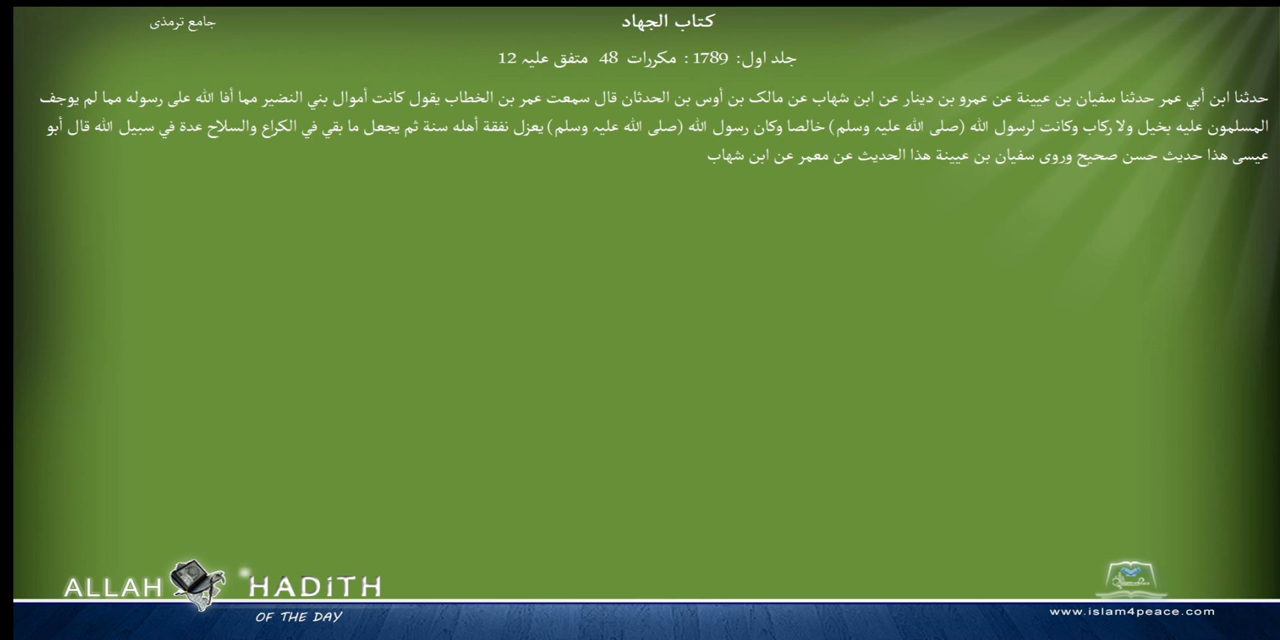 كتاب الجهاد
جامع ترمذی
جلد اول: 1789 : مکررات 48 متفق علیہ 12
حدثنا ابن أبي عمر حدثنا سفيان بن عيينة عن عمرو بن دينار عن ابن شهاب عن مالک بن أوس بن الحدثان قال سمعت عمر بن الخطاب يقول كانت أموال بني النضير مما أفا الله على رسوله مما لم يوجف
المسلمون عليه بخيل ولا ركاب وكانت لرسول الله (صلی الله علیہ وسلم) خالصا وكان رسول الله (صلی الله علیہ وسلم) يعزل نفقة أهله سنة ثم يجعل ما بقي في الكراع والسلاح عدة في سبيل الله قال أبو
عيسى هذا حديث حسن صحيح وروى سفيان بن عيينة هذا الحديث عن معمر عن ابن شهاب
ALLAH HADITH
OF THE DAY
www.islam4peace.com